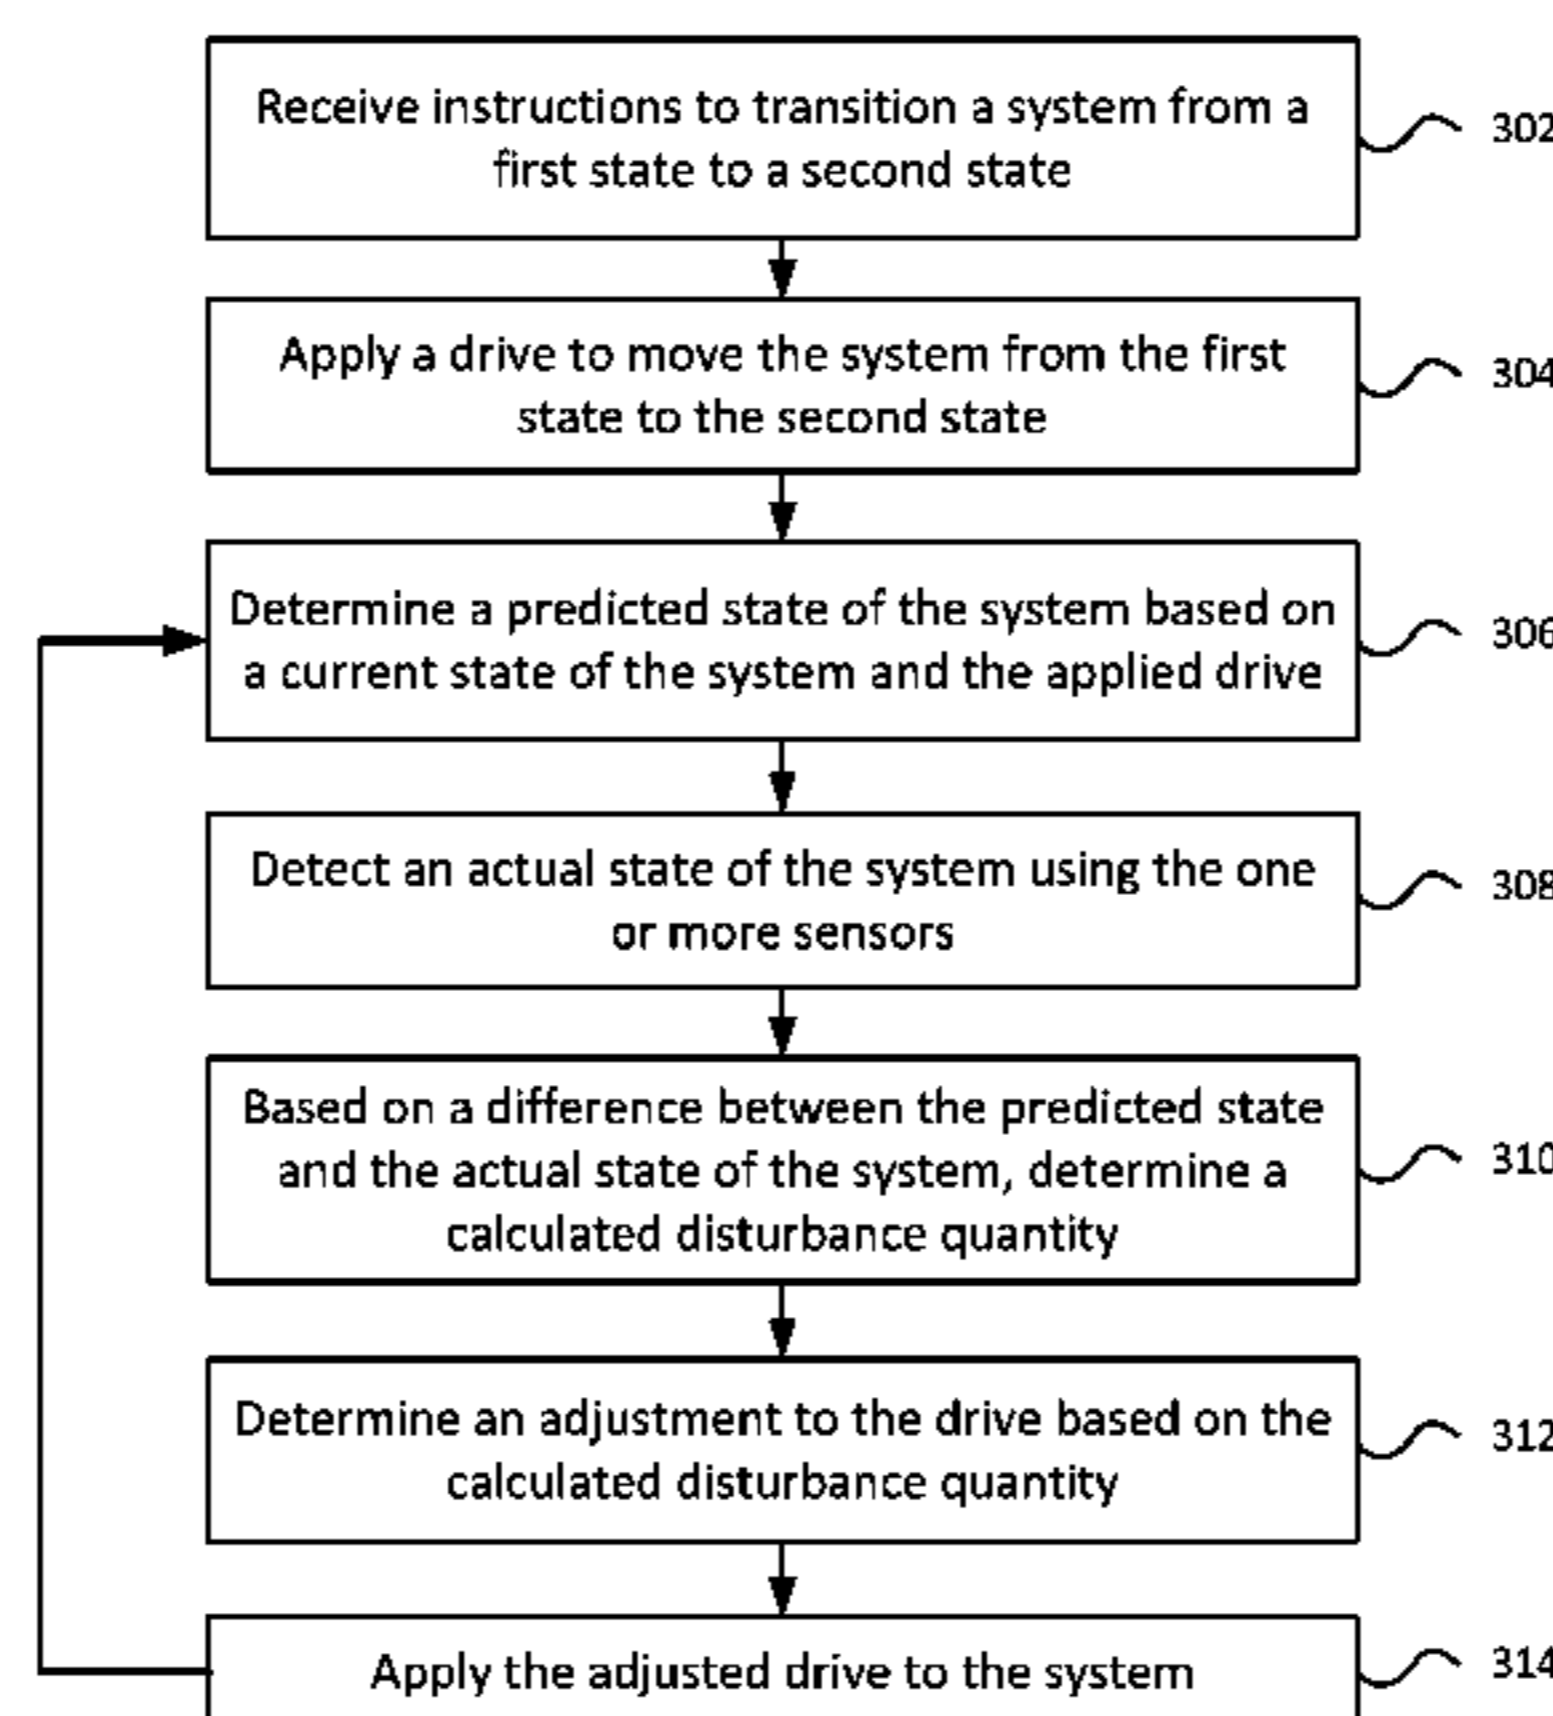 Receive instructions to transition a system from a
first state to a second state
302
Apply a drive to move the system from the first
state to the second state
304
Determine a predicted state of the system based on
a current state of the system and the applied drive
306
Detect an actual state of the system using the one
or more sensors
308
Based on a difference between the predicted state
and the actual state of the system, determine a
calculated disturbance quantity
310
Determine an adjustment to the drive based on the
calculated disturbance quantity
312
Apply the adjusted drive to the system
314